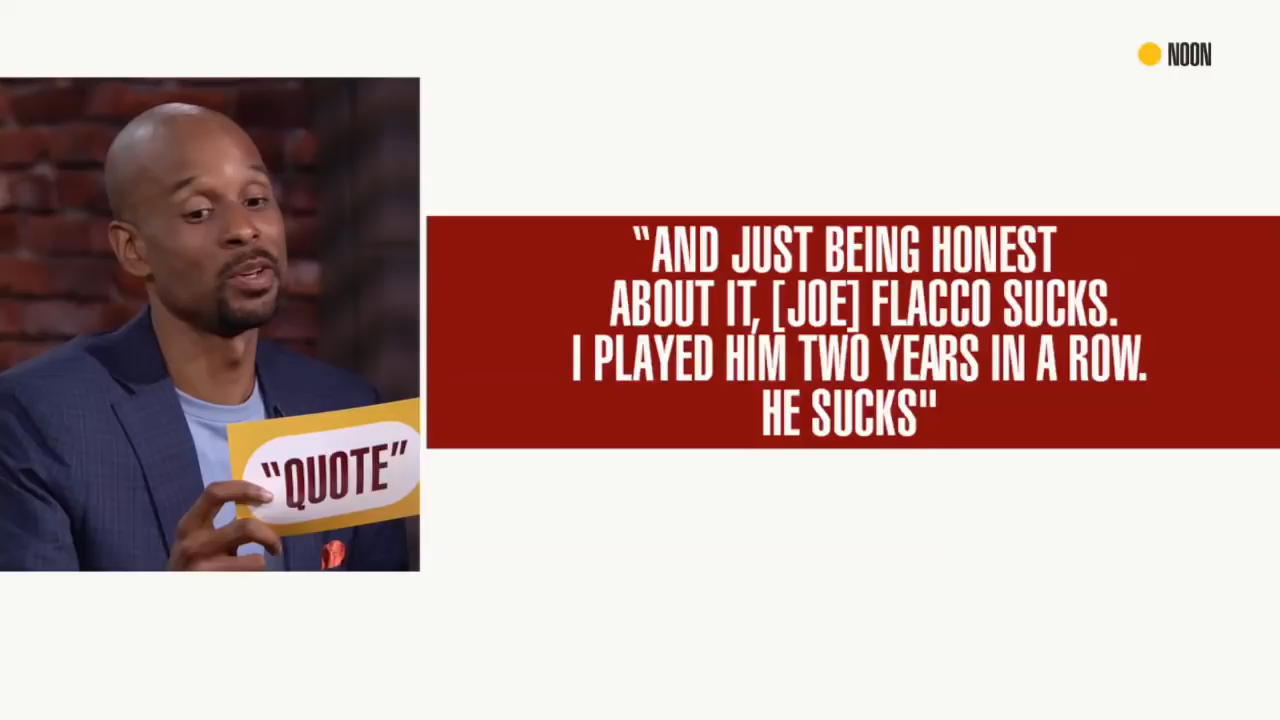 NOON
"AND JUST BEING HONEST
ABOUT IT, [JOE] FLACCO SUCKS.
I PLAYED HIM TWO YEARS IN A ROW.
HE SUCKS"
"QUOTE"